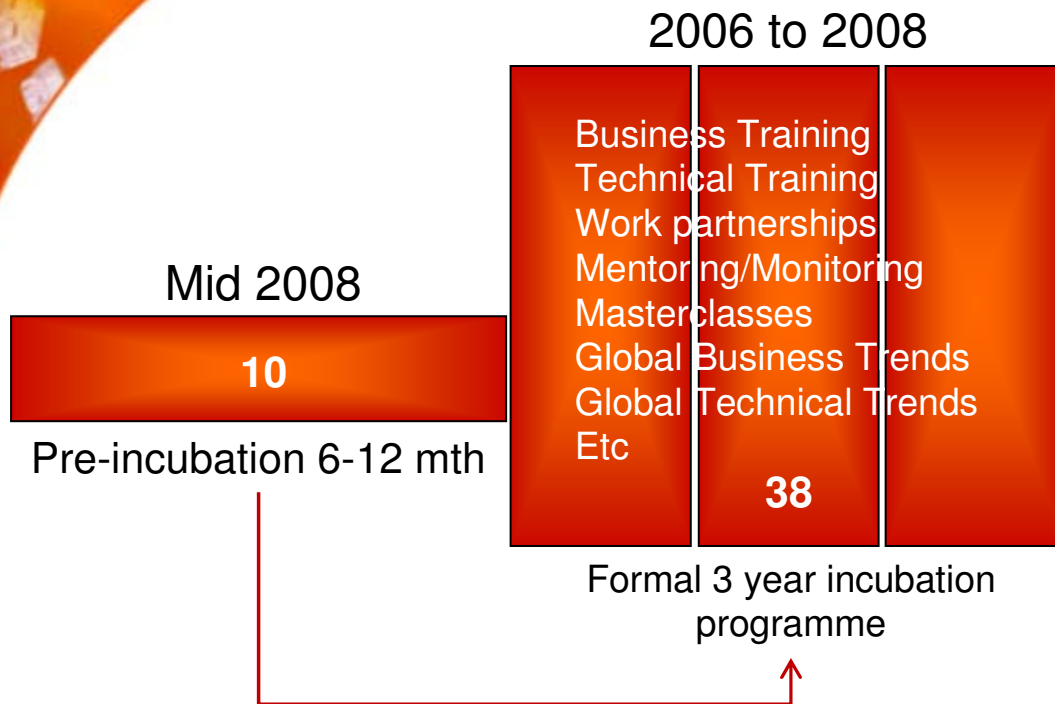 2006 to 2008
Business Training
Technical Training
Work partnerships
Mentoring/Monitoring
Masterclasses
Global Business Trends
Global Technical Trends
Etc
38
Formal 3 year incubation
programme
Mid 2008
10
Pre-incubation 6-12 mth